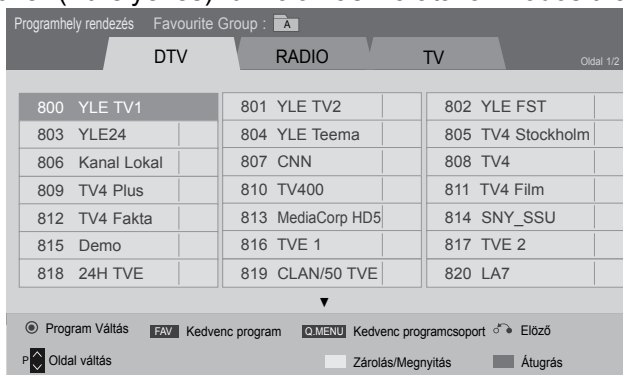 Programhely rendezés Favourite Group : A
DTV RADIO TV Oldal 1/2
800 YLE TV1 801 YLE TV2 802 YLE FST
803 YLE24 804 YLE Teema 805 TV4 Stockholm
806 Kanal Lokal 807 CNN 808 TV4
809 TV4 Plus 810 TV400 811 TV4 Film
812 TV4 Fakta 813 MediaCorp HD5 814 SNY_SSU
815 Demo 816 TVE 1 817 TVE 2
818 24H TVE 819 CLAN/50 TVE 820 LA7
Program Váltás FAV Kedvenc program Q.MENU Kedvenc programcsoport Elözö
P Oldal váltás Zárolás/Megnyitás Átugrás